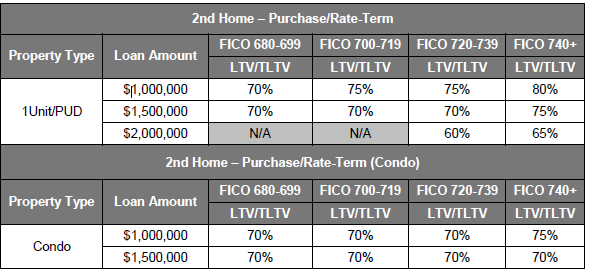 2nd Home – Purchase/Rate-Term
Property Type Loan Amount FICO 680-699 FICO 700-719 FICO 720-739 FICO 740+
LTV/TLTV LTV/TLTV LTV/TLTV LTV/TLTV
1Unit/PUD $1,000,000 70% 75% 75% 80%
$1,500,000 70% 70% 70% 75%
$2,000,000 N/A N/A 60% 65%
2nd Home – Purchase/Rate-Term (Condo)
Property Type Loan Amount FICO 680-699 FICO 700-719 FICO 720-739 FICO 740+
LTV/TLTV LTV/TLTV LTV/TLTV LTV/TLTV
Condo $1,000,000 70% 70% 70% 75%
$1,500,000 70% 70% 70% 70%